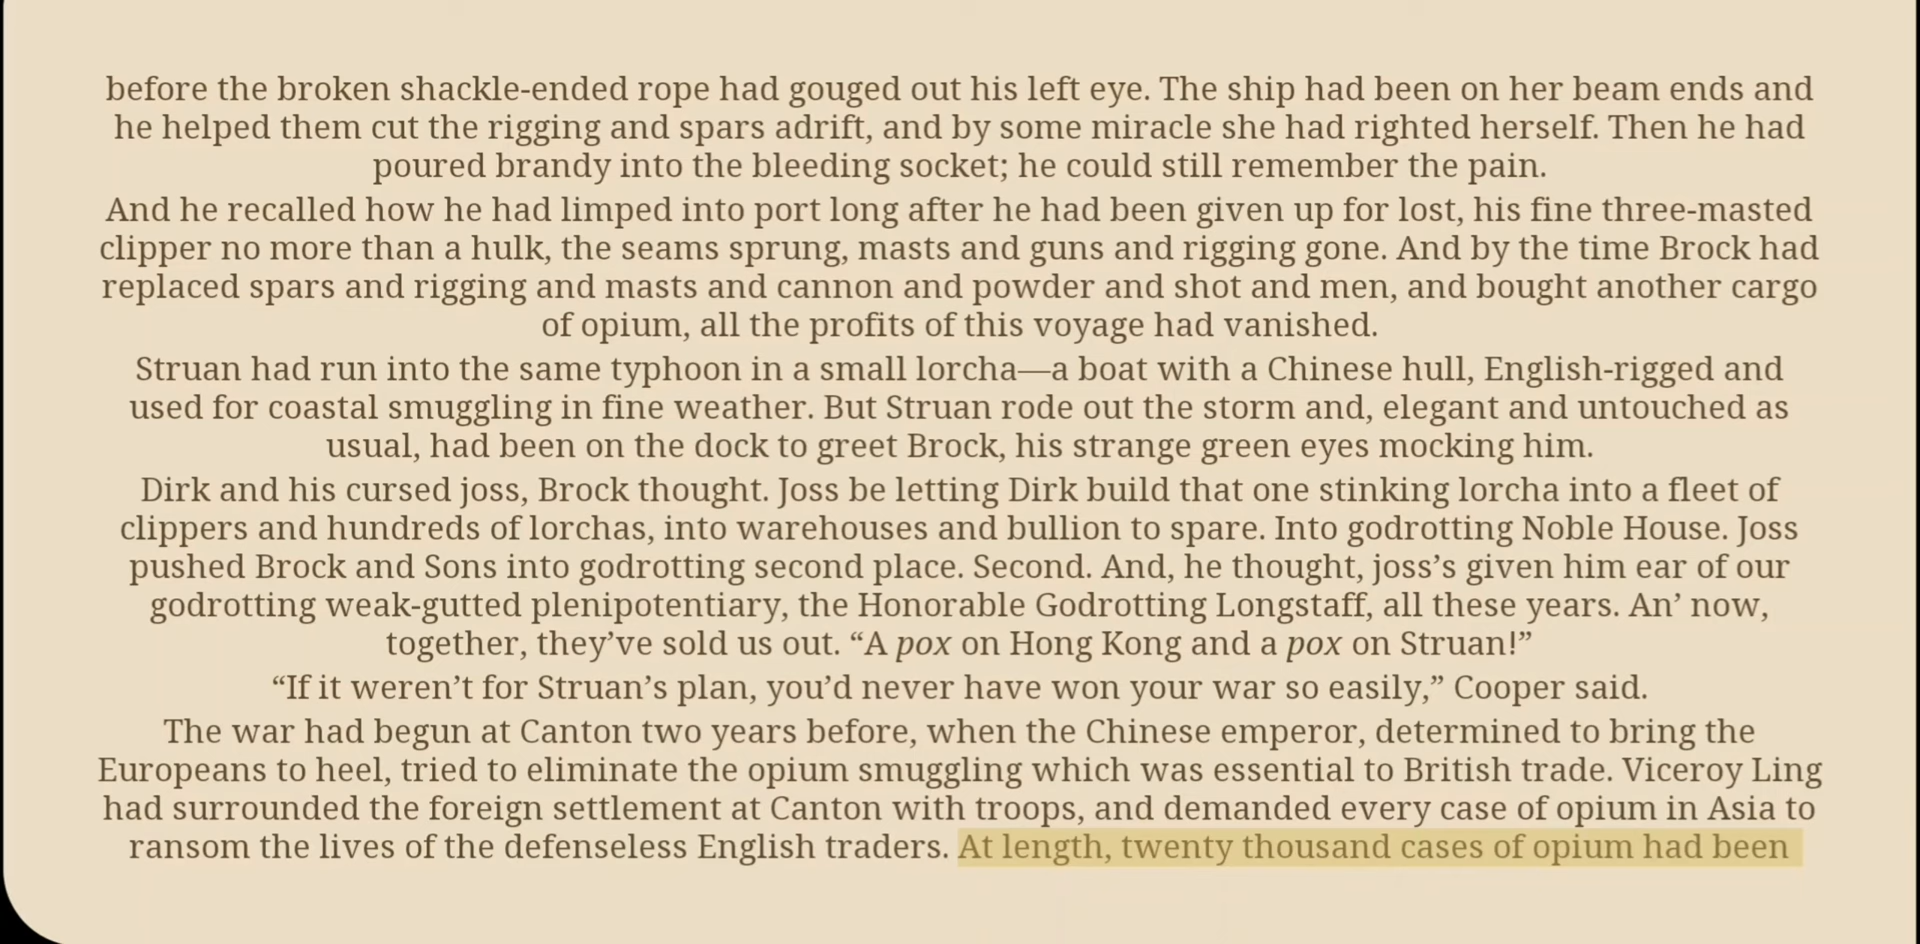 before the broken shackle-ended rope had gouged out his left eye. The ship had been on her beam ends and
he helped them cut the rigging and spars adrift, and by some miracle she had righted herself. Then he had
poured brandy into the bleeding socket; he could still remember the pain.
And he recalled how he had limped into port long after he had been given up for lost, his fine three-masted
clipper no more than a hulk, the seams sprung, masts and guns and rigging gone. And by the time Brock had
replaced spars and rigging and masts and cannon and powder and shot and men, and bought another cargo
of opium, all the profits of this voyage had vanished.
Struan had run into the same typhoon in a small lorcha—a boat with a Chinese hull, English-rigged and
used for coastal smuggling in fine weather. But Struan rode out the storm and, elegant and untouched as
usual, had been on the dock to greet Brock, his strange green eyes mocking him.
Dirk and his cursed joss, Brock thought. Joss be letting Dirk build that one stinking lorcha into a fleet of
clippers and hundreds of lorchas, into warehouses and bullion to spare. Into godrotting Noble House. Joss
pushed Brock and Sons into godrotting second place. Second. And, he thought, joss’s given him ear of our
godrotting weak-gutted plenipotentiary, the Honorable Godrotting Longstaff, all these years. An’ now,
together, they’ve sold us out. “A pox on Hong Kong and a pox on Struan!”
“If it weren’t for Struan’s plan, you’d never have won your war so easily,” Cooper said.
The war had begun at Canton two years before, when the Chinese emperor, determined to bring the
Europeans to heel, tried to eliminate the opium smuggling which was essential to British trade. Viceroy Ling
had surrounded the foreign settlement at Canton with troops, and demanded every case of opium in Asia to
ransom the lives of the defenseless English traders. At length, twenty thousand cases of opium had been